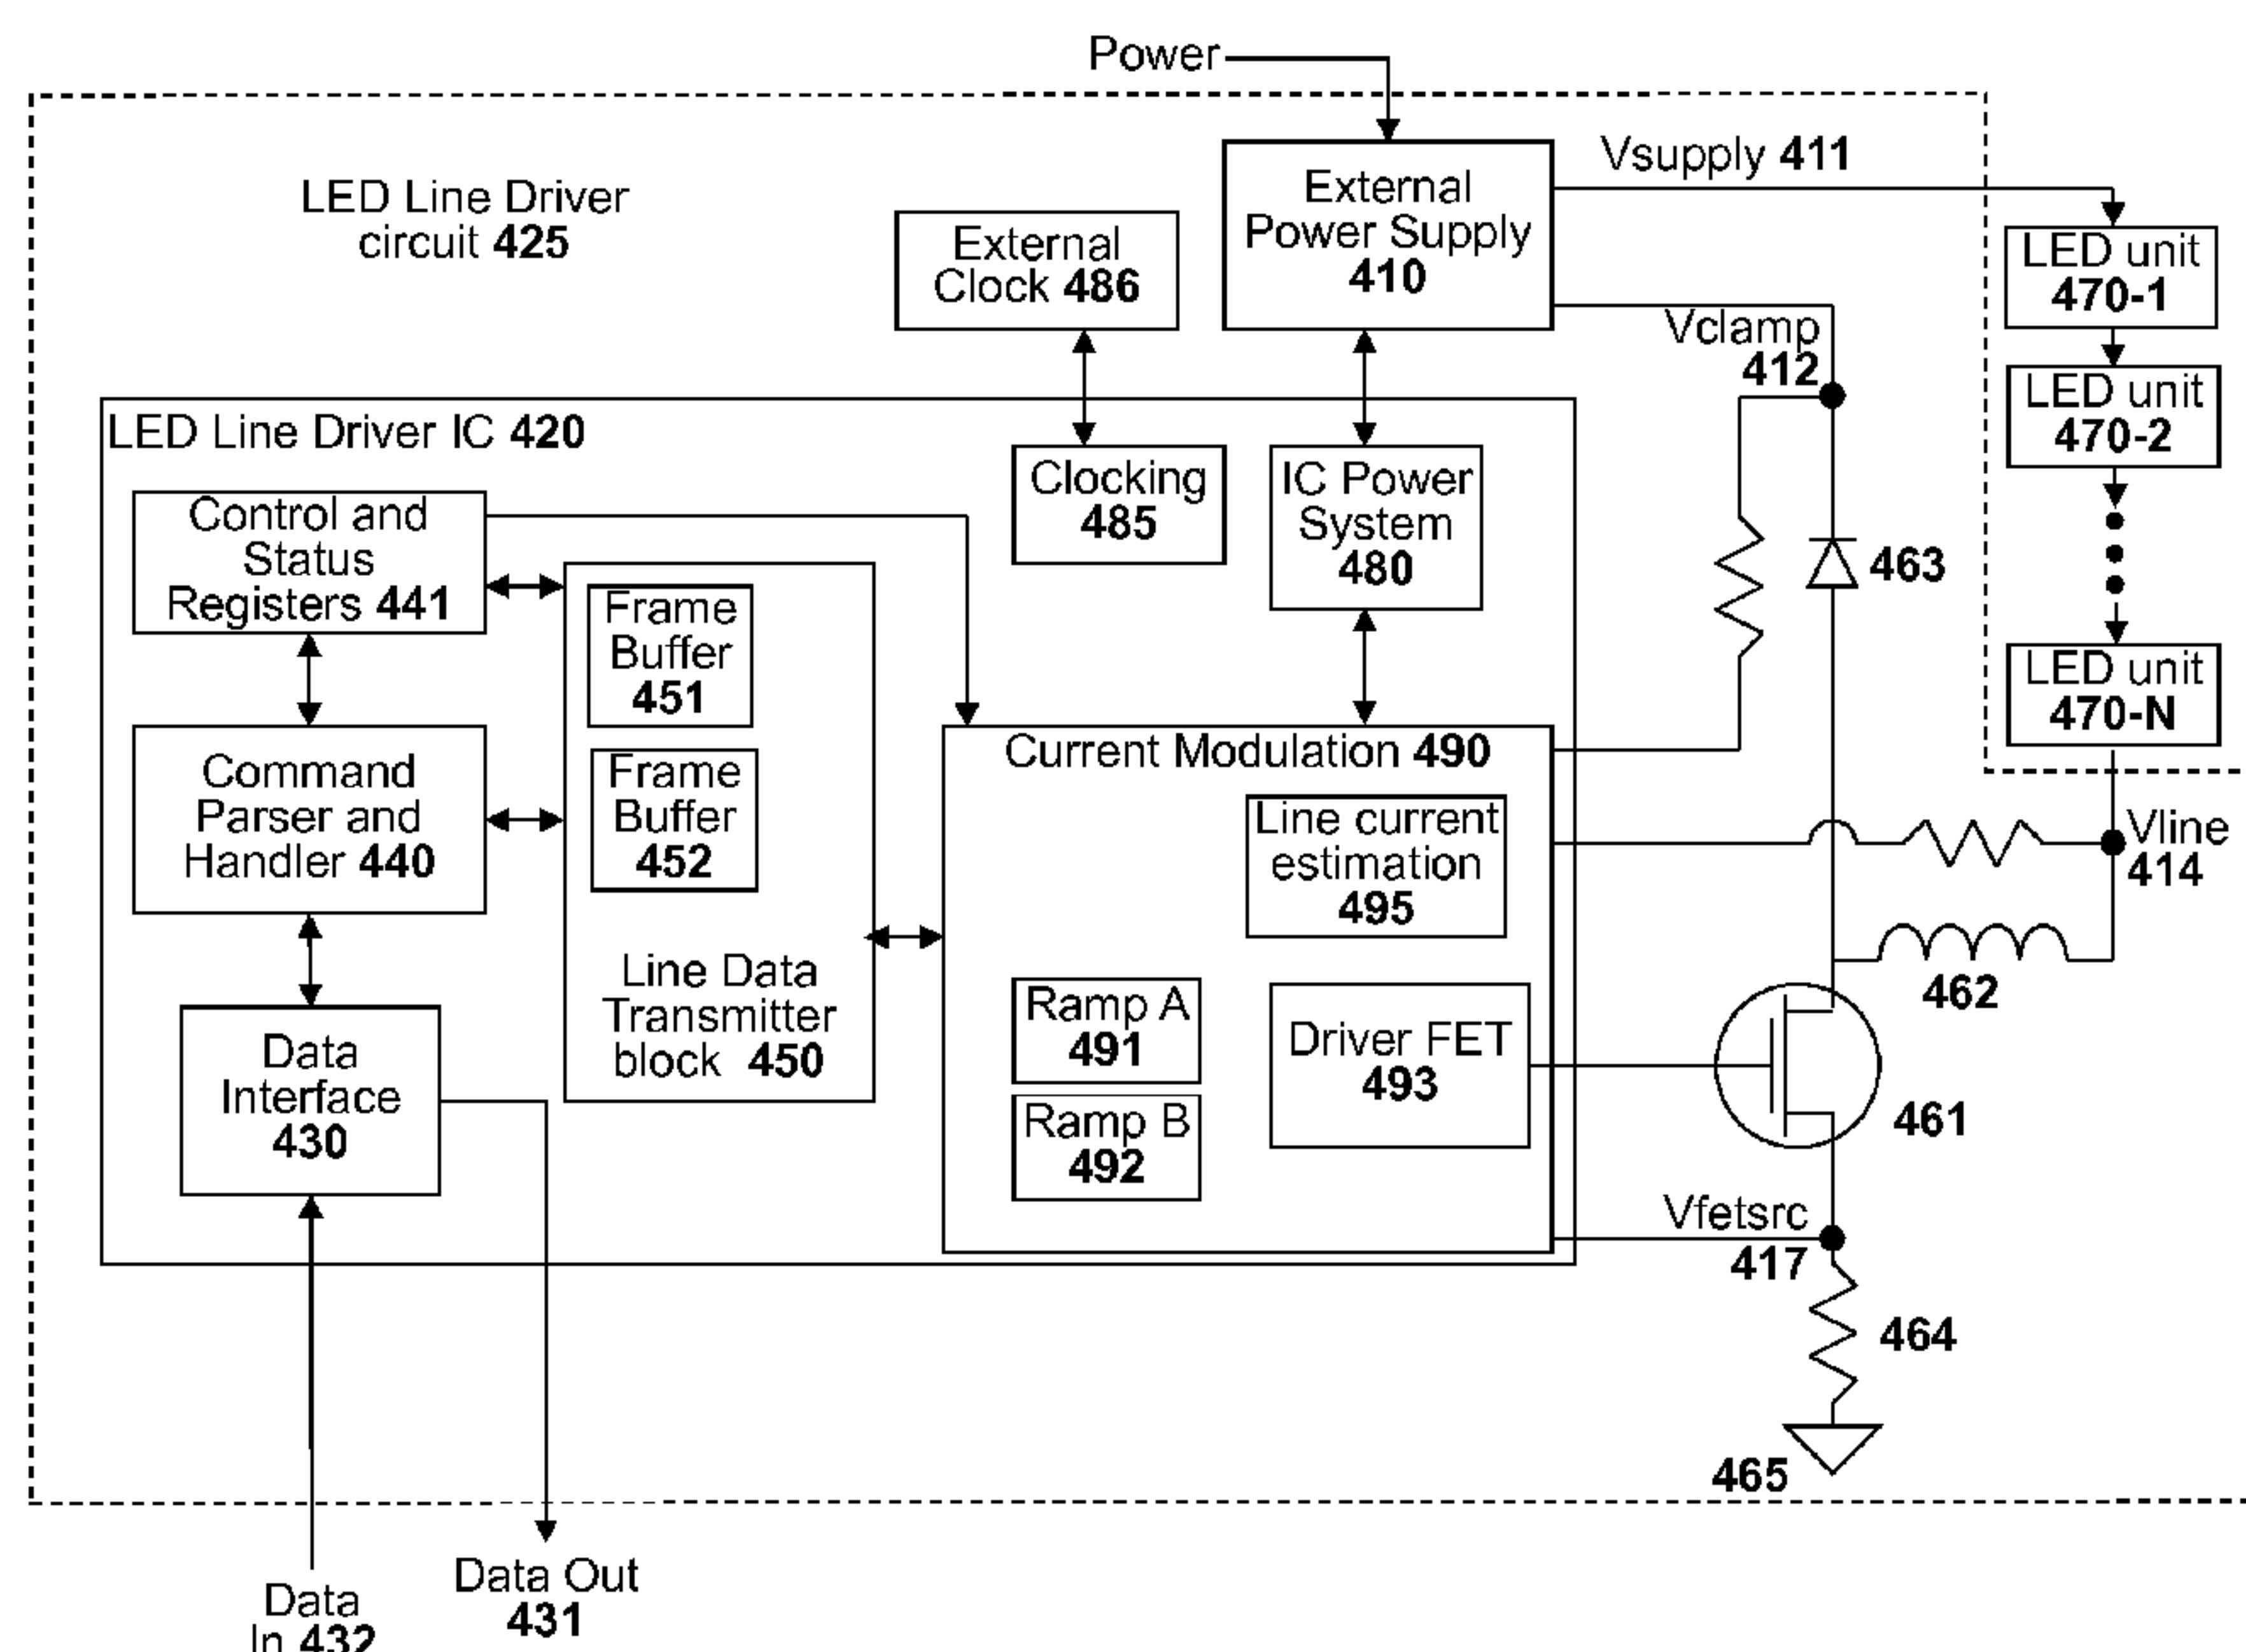 Power
LED Line Driver
circuit 425
External
Clock 486
External
Power Supply
410
Vsupply 411
Vclamp
412
LED unit
470-1
LED unit
470-2
LED unit
470-N
LED Line Driver IC 420
Control and
Status
Registers 441
Command
Parser and
Handler 440
Data
Interface
430
Frame
Buffer
451
Frame
Buffer
452
Line Data
Transmitter
block 450
Clocking
485
IC Power
System
480
Current Modulation 490
Line current
estimation
495
Ramp A
491
Ramp B
492
Driver FET
493
463
Vline
414
462
461
Vfetsrc
417
464
465
Data Out
431
Data
In 432